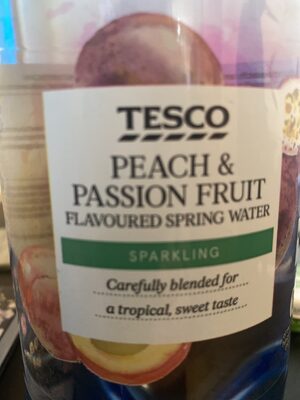 TESCO
PEACH &
PASSION FRUIT
FLAVOURED SPRING WATER
SPARKLING
Carefully blended for
a tropical, sweet taste